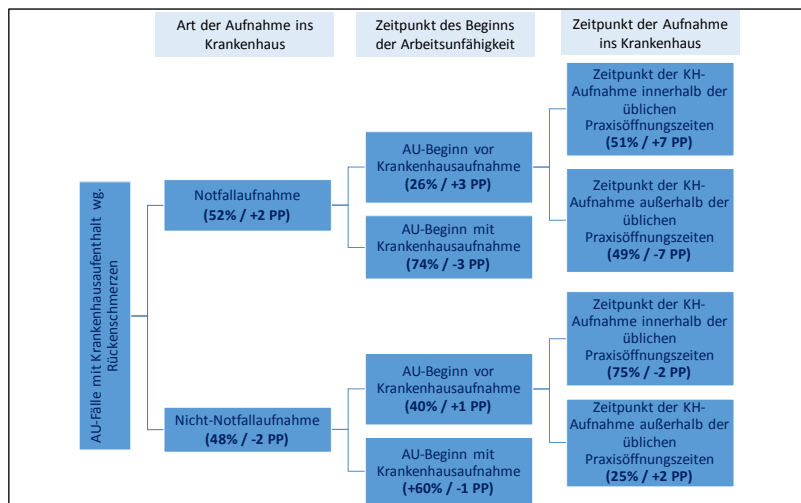 Art der Aufnahme ins
Krankenhaus
Zeitpunkt des Beginns
der Arbeitsunfähigkeit
Zeitpunkt der Aufnahme
ins Krankenhaus
AU-Fälle mit Krankenhausaufenthalt wg.
Rückenschmerzen
Notfallaufnahme
(52% / +2 PP)
AU-Beginn vor
Krankenhausaufnahme
(26% / +3 PP)
Zeitpunkt der KH-
Aufnahme innerhalb der
üblichen
Praxisöffnungszeiten
(51% / +7 PP)
Zeitpunkt der KH-
Aufnahme außerhalb der
üblichen
Praxisöffnungszeiten
(49% / -7 PP)
AU-Beginn mit
Krankenhausaufnahme
(74% / -3 PP)
Nicht-Notfallaufnahme
(48% / -2 PP)
AU-Beginn vor
Krankenhausaufnahme
(40% / +1 PP)
Zeitpunkt der KH-
Aufnahme innerhalb der
üblichen
Praxisöffnungszeiten
(75% / -2 PP)
Zeitpunkt der KH-
Aufnahme außerhalb der
üblichen
Praxisöffnungszeiten
(25% / +2 PP)
AU-Beginn mit
Krankenhausaufnahme
(+60% / -1 PP)